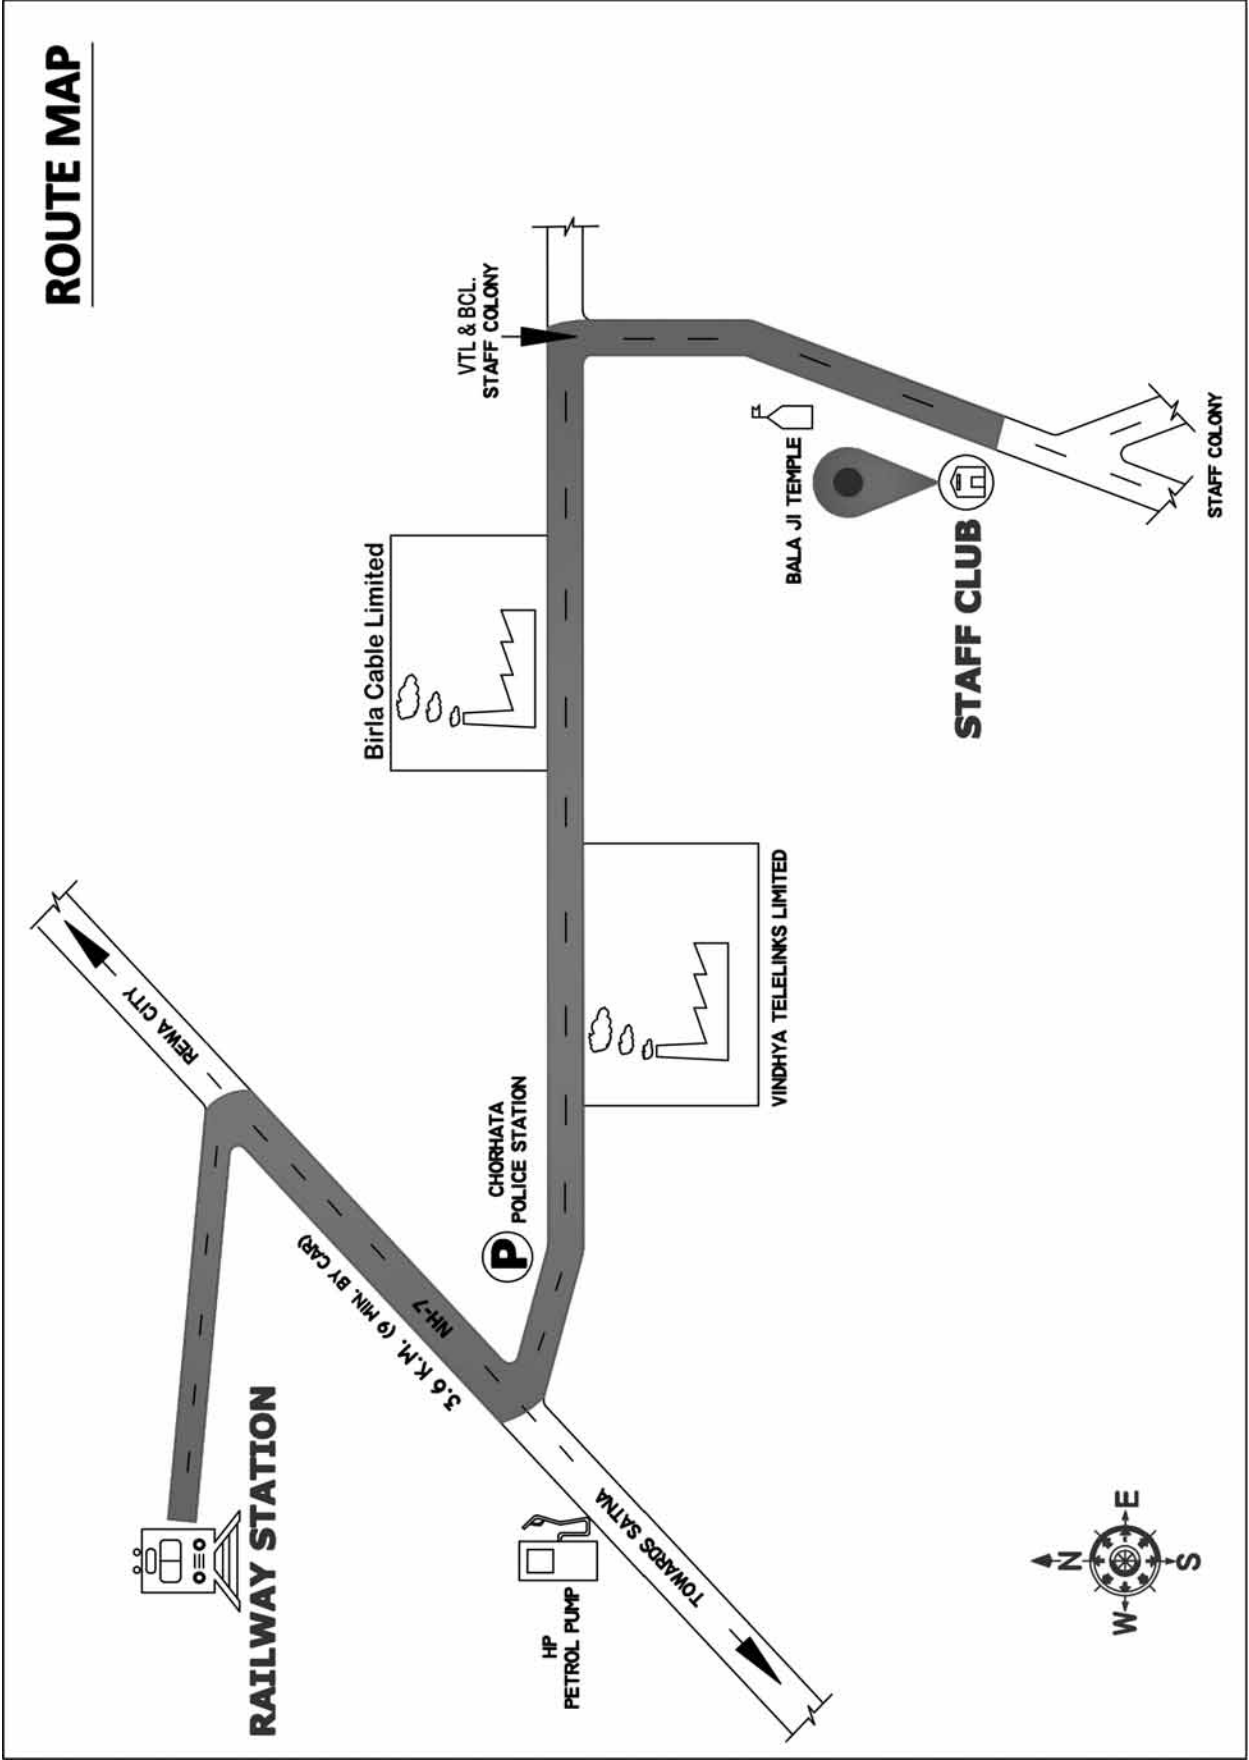 ROUTE MAP
RAILWAY STATION
REWA CITY
3.6 K.M. (9 MIN. BY CAR)
NH-7
HP
PETROL PUMP
TOWARDS SATNA
P
CHORHATA
POLICE STATION
Birla Cable Limited
VINDHYA TELELINKS LIMITED
VTL & BCL.
STAFF COLONY
BALA JI TEMPLE
STAFF CLUB
STAFF COLONY
N
W
E
S